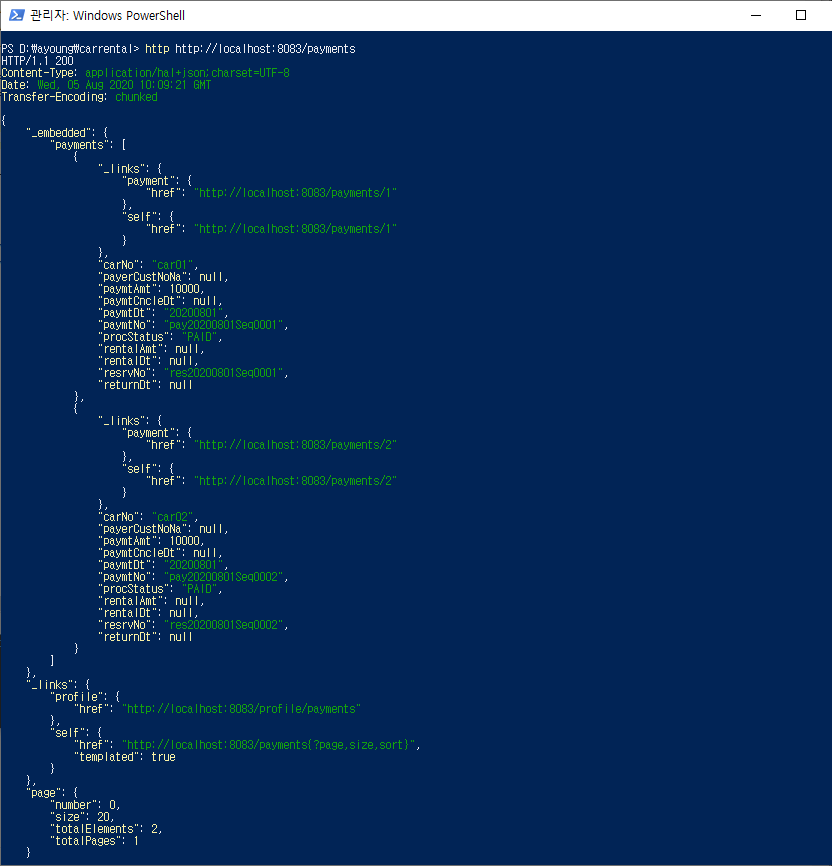 관리자: Windows PowerShell
PS D:\ayoung\carrental> http http://localhost:8083/payments
HTTP/1.1 200
Content-Type: application/hal+json;charset=UTF-8
Date: Wed, 05 Aug 2020 10:09:21 GMT
Transfer-Encoding: chunked
{
"_embedded": {
"payments": [
{
"_links": {
"payment": {
"href": "http://localhost:8083/payments/1"
},
"self": {
"href": "http://localhost:8083/payments/1"
}
},
"carNo": "car01",
"payerCustNoNa": null,
"paymtAmt": 10000,
"paymtCncleDt": null,
"paymtDt": "20200801",
"paymtNo": "pay20200801Seq0001",
"procStatus": "PAID",
"rentalAmt": null,
"rentalDt": null,
"resrvNo": "res20200801Seq0001",
"returnDt": null
},
{
"_links": {
"payment": {
"href": "http://localhost:8083/payments/2"
},
"self": {
"href": "http://localhost:8083/payments/2"
}
},
"carNo": "car02",
"payerCustNoNa": null,
"paymtAmt": 10000,
"paymtCncleDt": null,
"paymtDt": "20200801",
"paymtNo": "pay20200801Seq0002",
"procStatus": "PAID",
"rentalAmt": null,
"rentalDt": null,
"resrvNo": "res20200801Seq0002",
"returnDt": null
}
]
},
"_links": {
"profile": {
"href": "http://localhost:8083/profile/payments"
},
"self": {
"href": "http://localhost:8083/payments{?page,size,sort}",
"templated": true
}
},
"page": {
"number": 0,
"size": 20,
"totalElements": 2,
"totalPages": 1
}